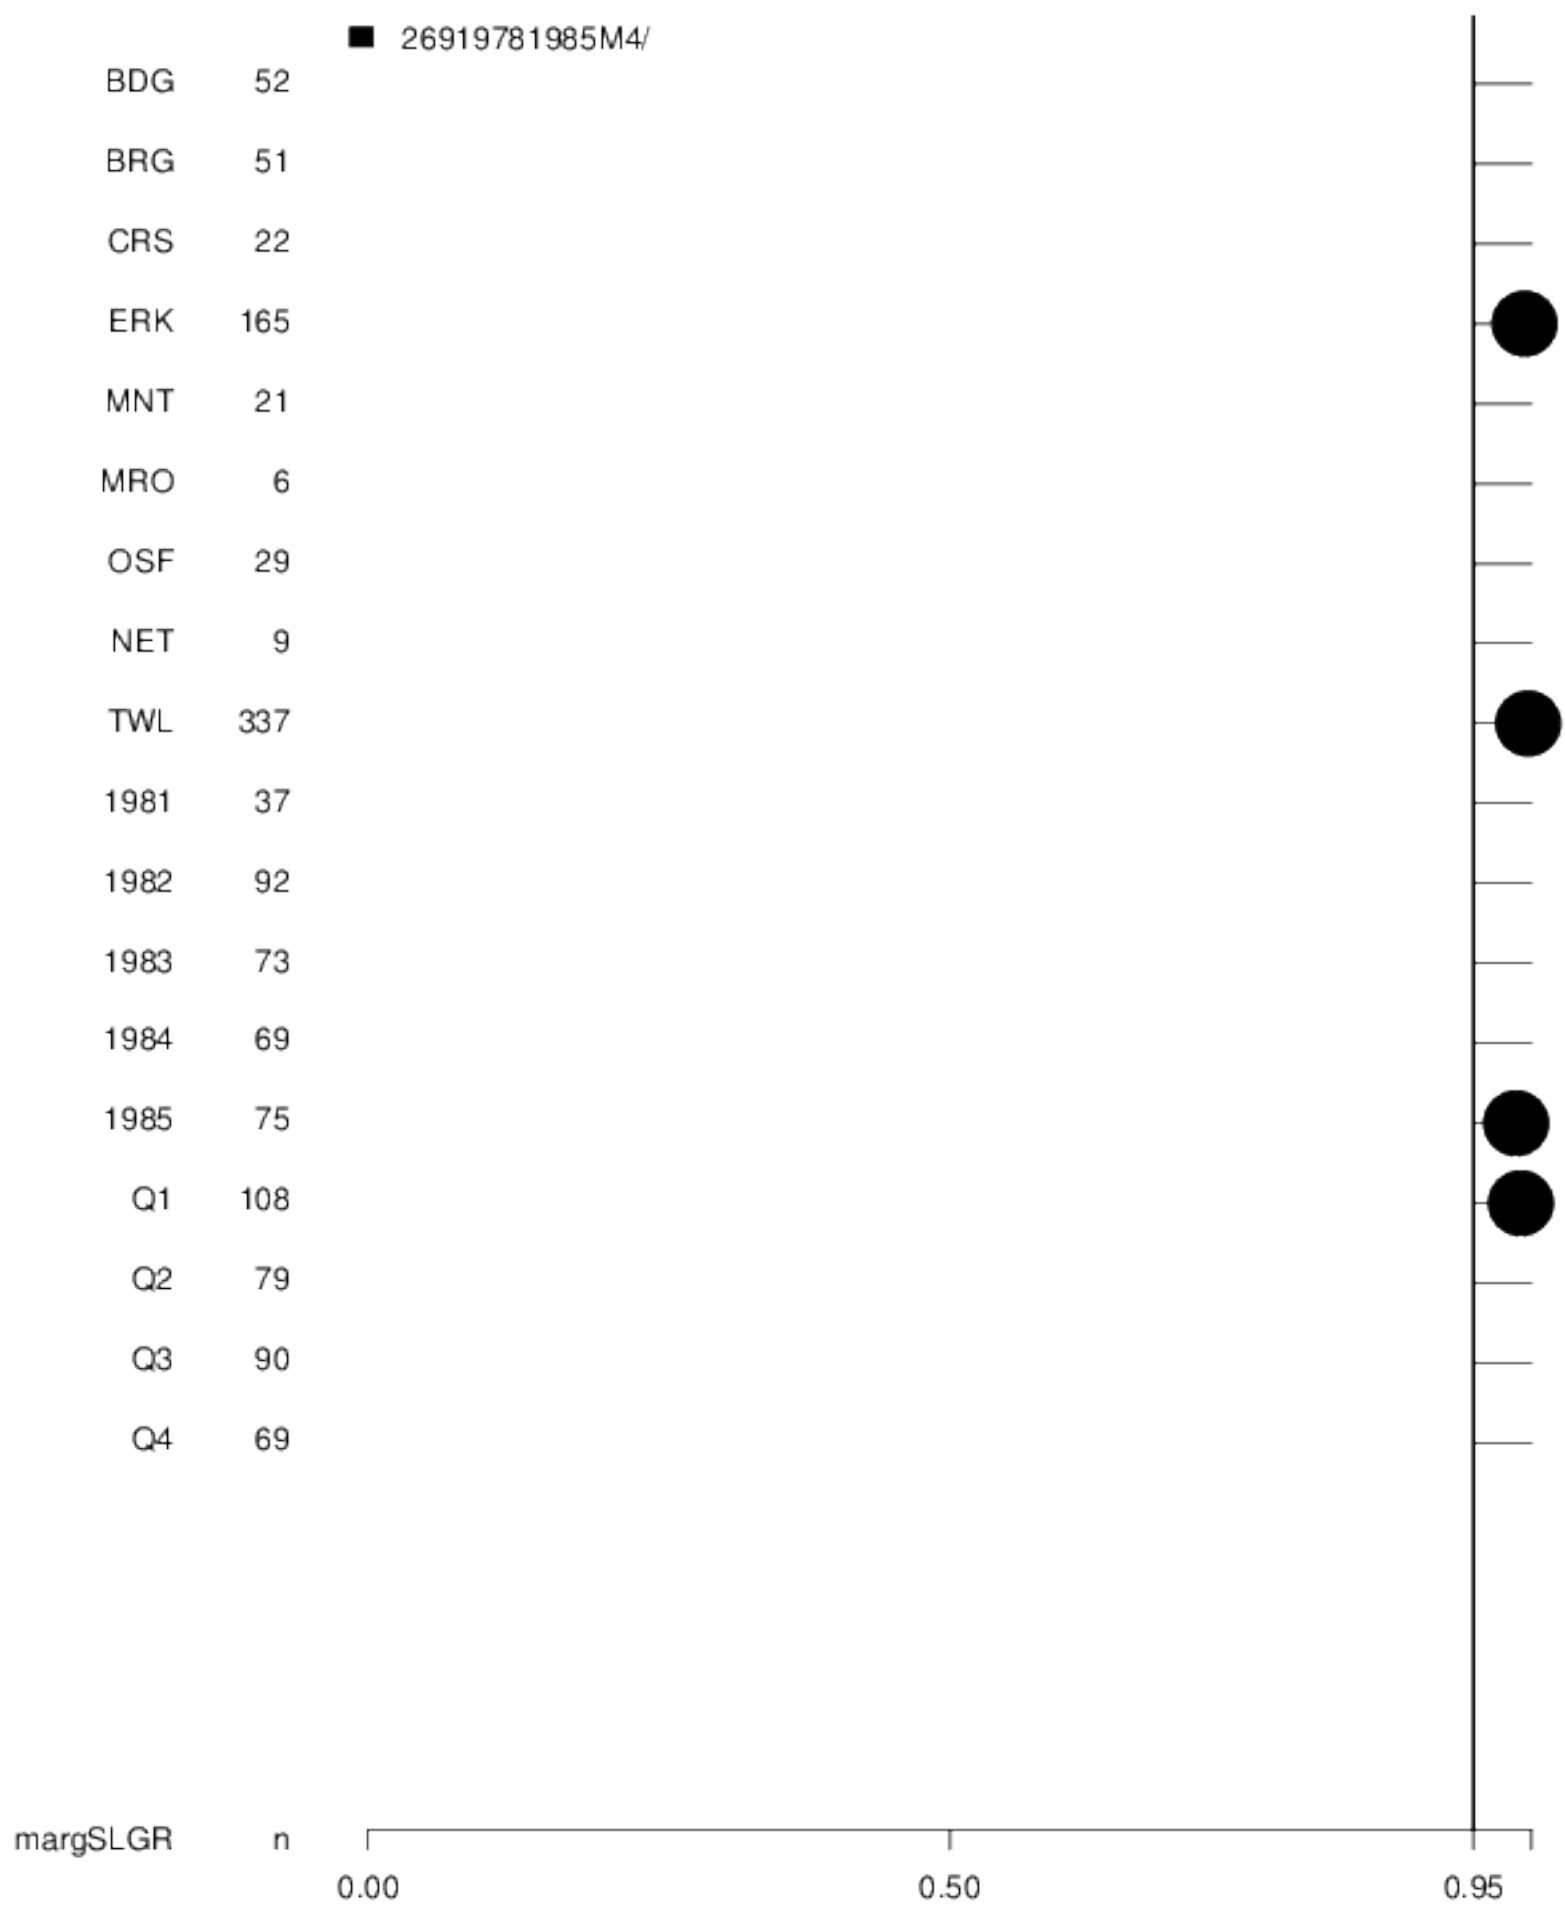 26919781985M4/
BDG 52
BRG 51
CRS 22
ERK 165
MNT 21
MRO 6
OSF 29
NET 9
TWL 337
1981 37
1982 92
1983 73
1984 69
1985 75
Q1 108
Q2 79
Q3 90
Q4 69
margSLGR n
0.00 0.50 0.95